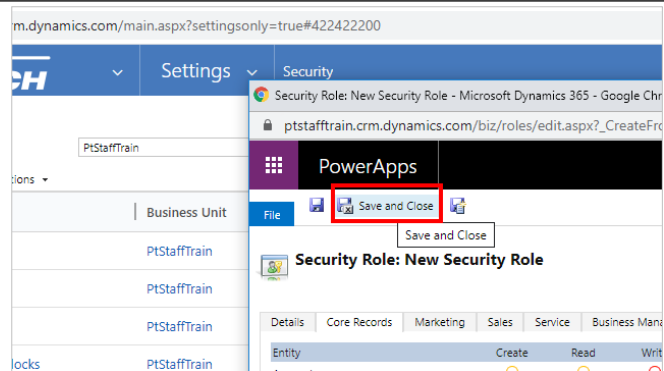 m.dynamics.com/main.aspx?settingsonly=true#422422200
CH
Settings
Security
Security Role: New Security Role - Microsoft Dynamics 365 - Google Chr
PtStaffTrain
ptstafftrain.crm.dynamics.com/biz/roles/edit.aspx?_CreateFro
ions
PowerApps
File
Save and Close
Save and Close
Business Unit
PtStaffTrain
PtStaffTrain
PtStaffTrain
locks
PtStaffTrain
Security Role: New Security Role
Details Core Records Marketing Sales Service Business Mana
Entity Create Read Writ